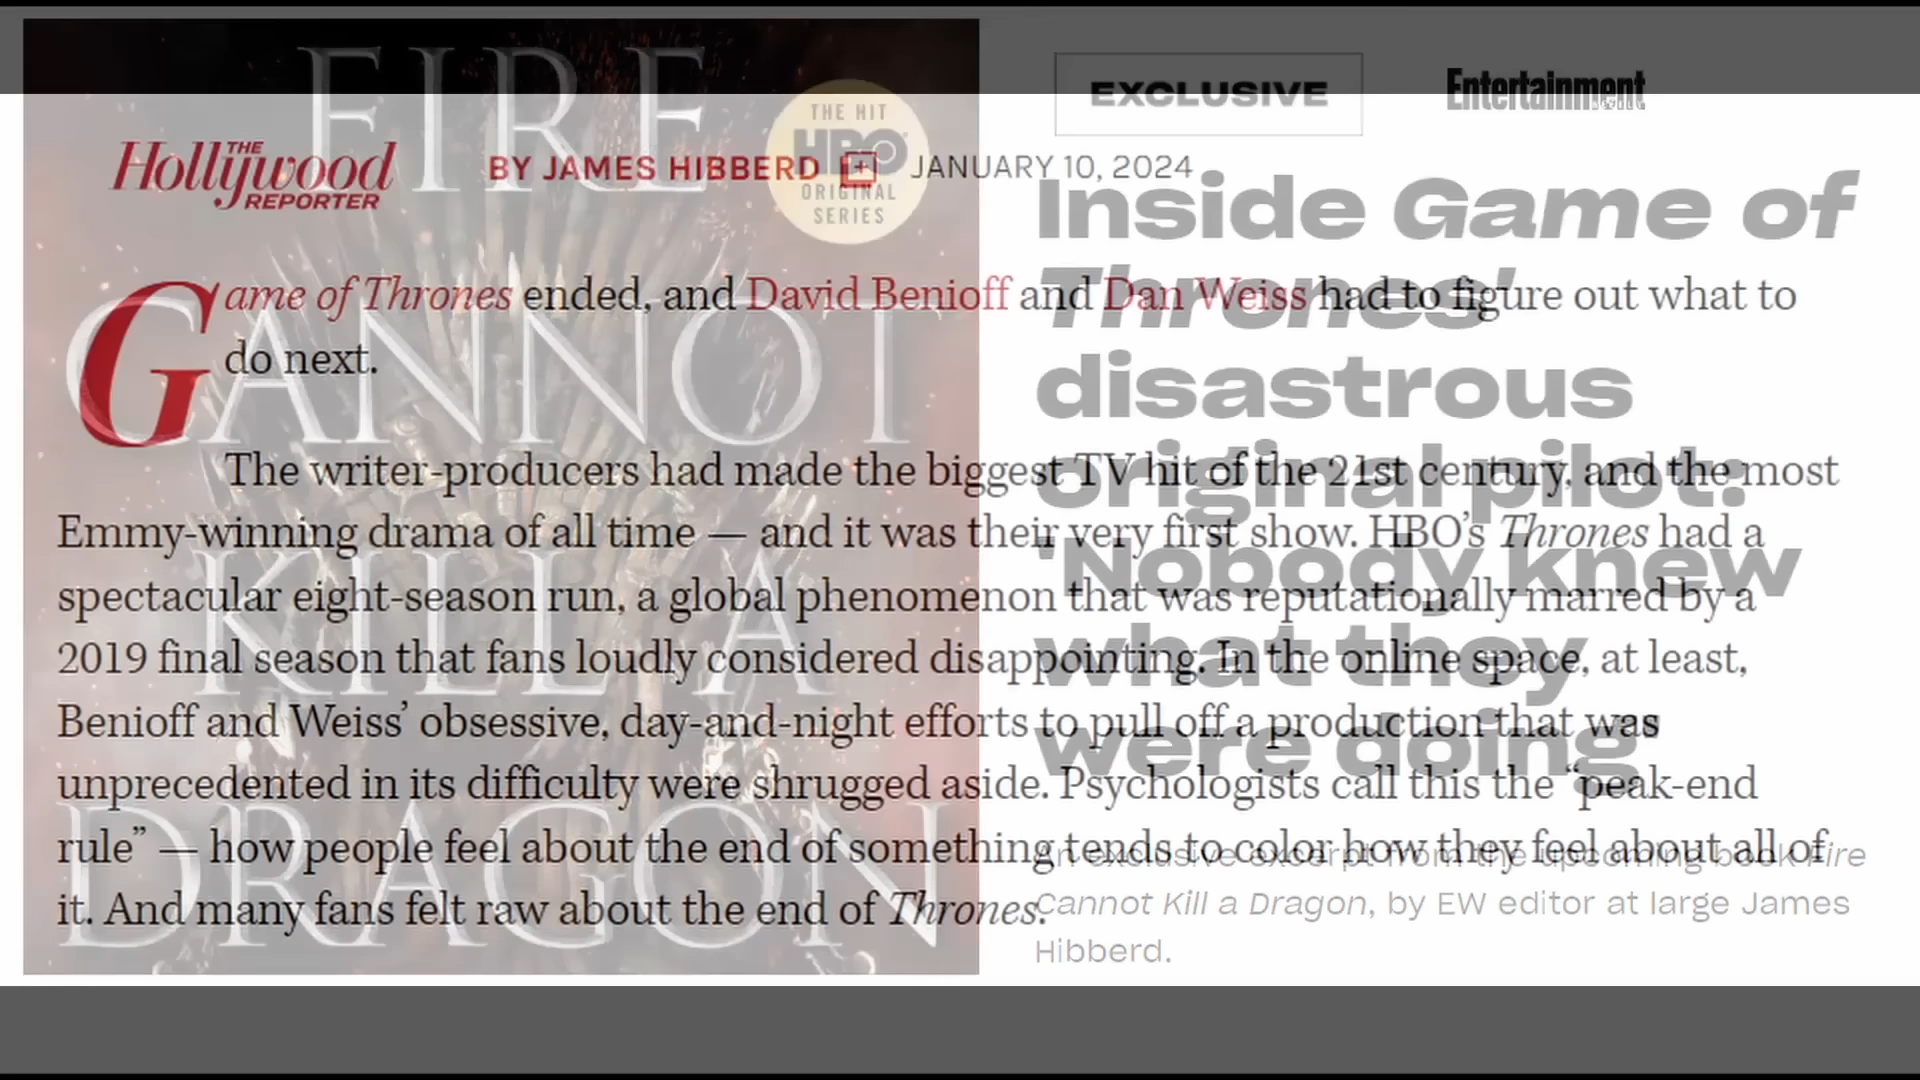 FIRE
CANNOT
KILL A
DRAGON
THE HIT
HBO
ORIGINAL
SERIES
THE
Hollywood
REPORTER
BY JAMES HIBBERD
JANUARY 10, 2024
Game of Thrones ended, and David Benioff and Dan Weiss had to figure out what to
do next.
The writer-producers had made the biggest TV hit of the 21st century, and the most
Emmy-winning drama of all time — and it was their very first show. HBO’s Thrones had a
spectacular eight-season run, a global phenomenon that was reputationally marred by a
2019 final season that fans loudly considered disappointing. In the online space, at least,
Benioff and Weiss’ obsessive, day-and-night efforts to pull off a production that was
unprecedented in its difficulty were shrugged aside. Psychologists call this the “peak-end
rule” — how people feel about the end of something tends to color how they feel about all of
it. And many fans felt raw about the end of Thrones.
EXCLUSIVE
Entertainment
Inside Game of
Thrones'
disastrous
original pilot:
'Nobody knew
what they
were doing'
An exclusive excerpt from the upcoming book Fire
Cannot Kill a Dragon, by EW editor at large James
Hibberd.